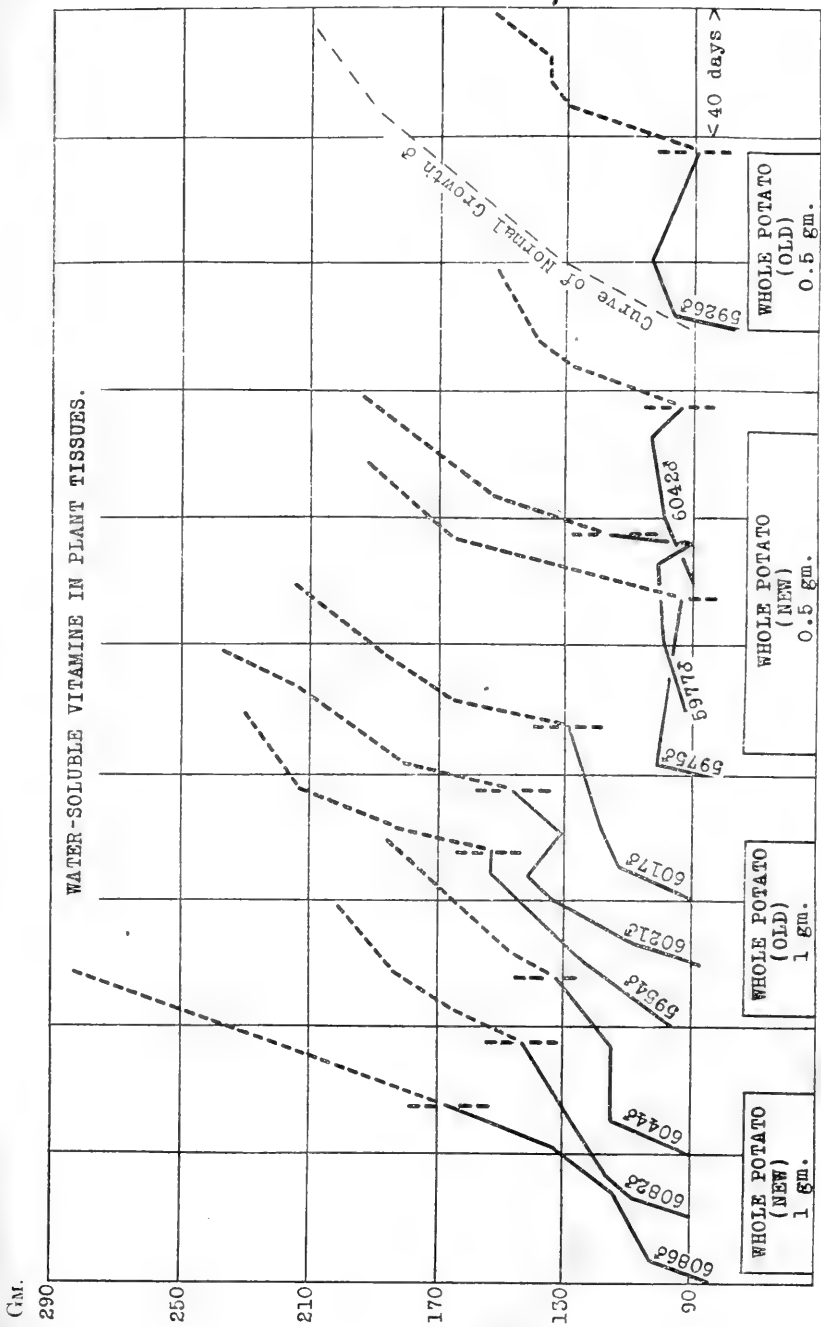 GM.
290
250
210
170
130
90
WATER-SOLUBLE VITAMINE IN PLANT TISSUES.
6086♂
6082♂
6044♂
5954♂
6021♂
6017♂
5975♂
5977♂
6042♂
5926♂
Curve of Normal Growth ♂
<40 days>
WHOLE POTATO
(NEW)
1 gm.
WHOLE POTATO
(OLD)
1 gm.
WHOLE POTATO
(NEW)
0.5 gm.
WHOLE POTATO
(OLD)
0.5 gm.